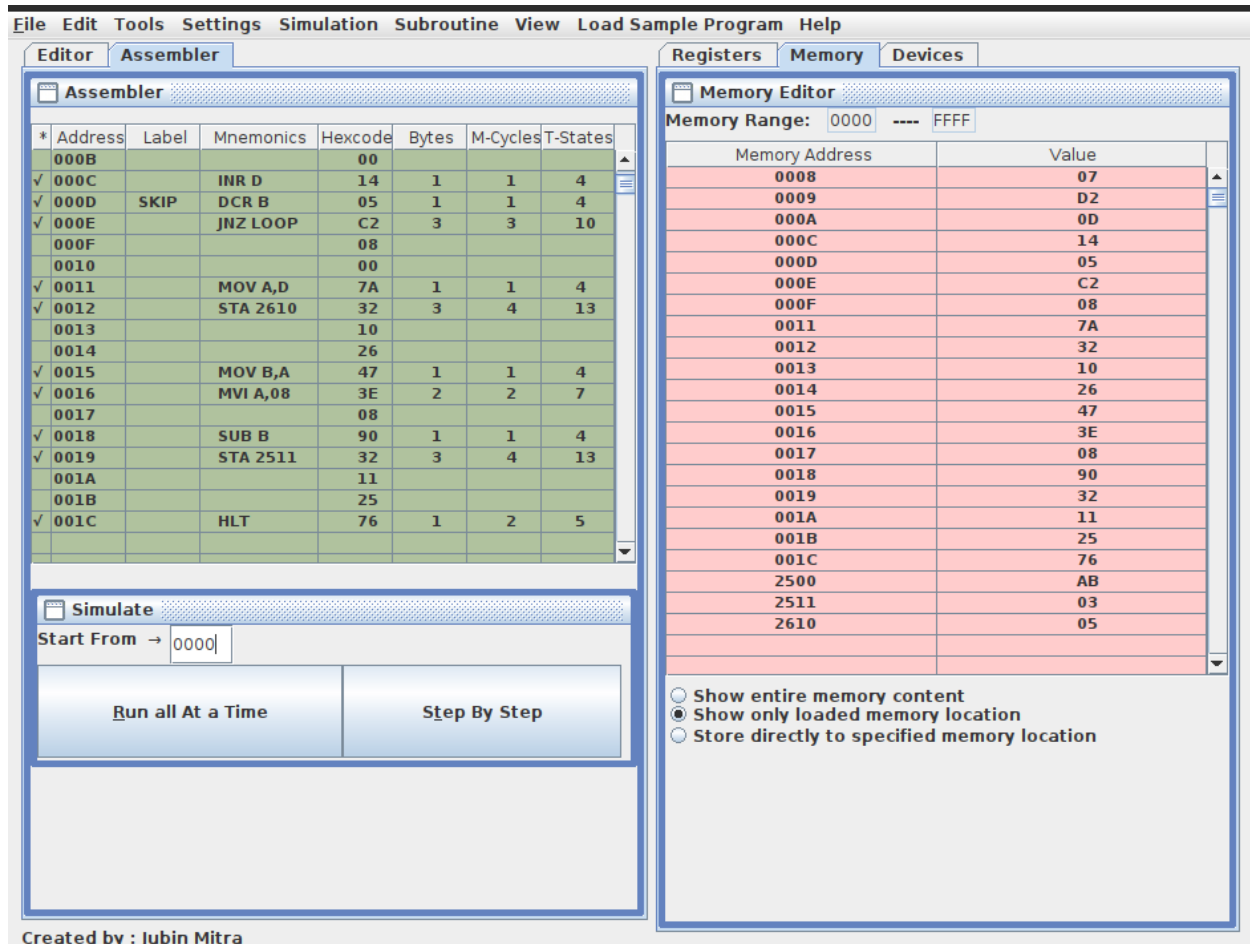 File Edit Tools Settings Simulation Subroutine View Load Sample Program Help
Editor Assembler
Assembler
* Address Label Mnemonics Hexcode Bytes M-Cycles T-States
000B 00
√ 000C INR D 14 1 1 4
√ 000D SKIP DCR B 05 1 1 4
√ 000E JNZ LOOP C2 3 3 10
000F 08
0010 00
√ 0011 MOV A,D 7A 1 1 4
√ 0012 STA 2610 32 3 4 13
0013 10
0014 26
√ 0015 MOV B,A 47 1 1 4
√ 0016 MVI A,08 3E 2 2 7
0017 08
√ 0018 SUB B 90 1 1 4
√ 0019 STA 2511 32 3 4 13
001A 11
001B 25
√ 001C HLT 76 1 2 5
Simulate
Start From → 0000
Run all At a Time Step By Step
Registers Memory Devices
Memory Editor
Memory Range: 0000 ---- FFFF
Memory Address Value
0008 07
0009 D2
000A 0D
000C 14
000D 05
000E C2
000F 08
0011 7A
0012 32
0013 10
0014 26
0015 47
0016 3E
0017 08
0018 90
0019 32
001A 11
001B 25
001C 76
2500 AB
2511 03
2610 05
Show entire memory content
Show only loaded memory location
Store directly to specified memory location
Created by : Jubin Mitra